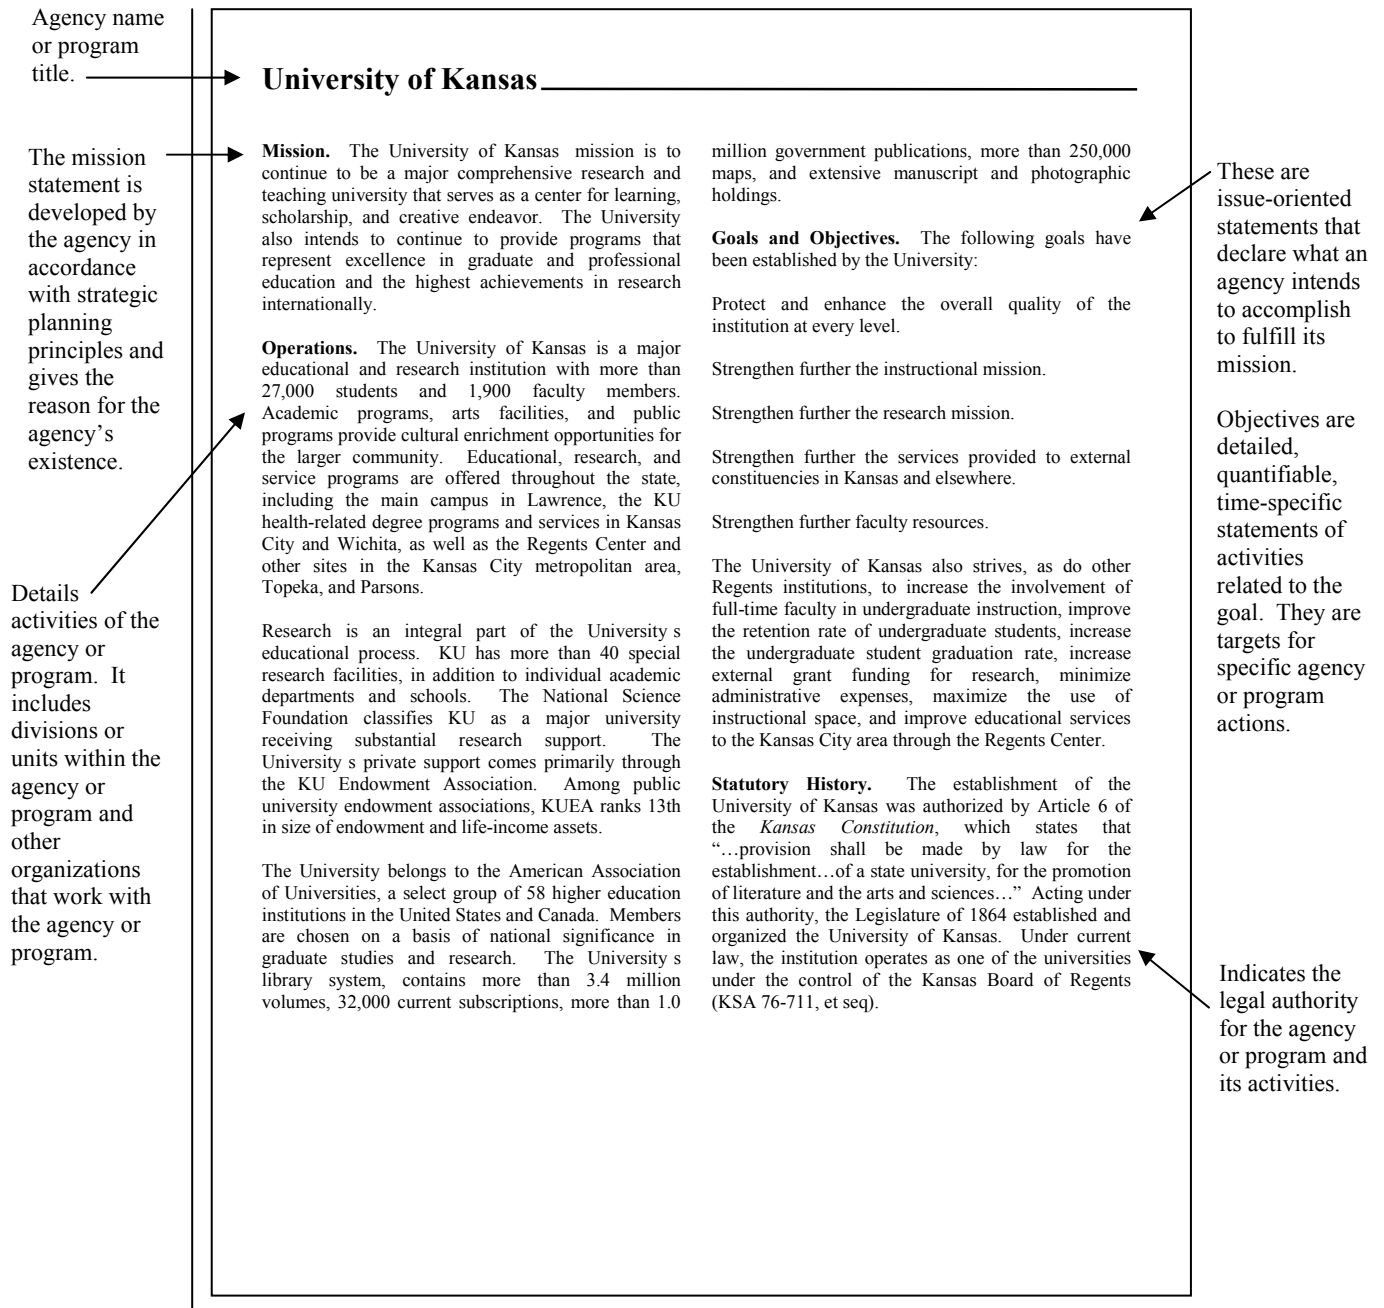 Agency name
or program
title.
University of Kansas
The mission
statement is
developed by
the agency in
accordance
with strategic
planning
principles and
gives the
reason for the
agency’s
existence.
Details
activities of the
agency or
program.  It
includes
divisions or
units within the
agency or
program and
other
organizations
that work with
the agency or
program.
Mission.  The University of Kansas  mission is to
continue to be a major comprehensive research and
teaching university that serves as a center for learning,
scholarship, and creative endeavor.  The University
also intends to continue to provide programs that
represent excellence in graduate and professional
education and the highest achievements in research
internationally.
Operations.  The University of Kansas is a major
educational and research institution with more than
27,000 students and 1,900 faculty members.
Academic programs, arts facilities, and public
programs provide cultural enrichment opportunities for
the larger community.  Educational, research, and
service programs are offered throughout the state,
including the main campus in Lawrence, the KU
health-related degree programs and services in Kansas
City and Wichita, as well as the Regents Center and
other sites in the Kansas City metropolitan area,
Topeka, and Parsons.
Research is an integral part of the University s
educational process.  KU has more than 40 special
research facilities, in addition to individual academic
departments and schools.  The National Science
Foundation classifies KU as a major university
receiving substantial research support.  The
University s private support comes primarily through
the KU Endowment Association.  Among public
university endowment associations, KUEA ranks 13th
in size of endowment and life-income assets.
The University belongs to the American Association
of Universities, a select group of 58 higher education
institutions in the United States and Canada.  Members
are chosen on a basis of national significance in
graduate studies and research.  The University s
library system, contains more than 3.4 million
volumes, 32,000 current subscriptions, more than 1.0
million government publications, more than 250,000
maps, and extensive manuscript and photographic
holdings.
Goals and Objectives.  The following goals have
been established by the University:
Protect and enhance the overall quality of the
institution at every level.
Strengthen further the instructional mission.
Strengthen further the research mission.
Strengthen further the services provided to external
constituencies in Kansas and elsewhere.
Strengthen further faculty resources.
The University of Kansas also strives, as do other
Regents institutions, to increase the involvement of
full-time faculty in undergraduate instruction, improve
the retention rate of undergraduate students, increase
the undergraduate student graduation rate, increase
external grant funding for research, minimize
administrative expenses, maximize the use of
instructional space, and improve educational services
to the Kansas City area through the Regents Center.
Statutory History.  The establishment of the
University of Kansas was authorized by Article 6 of
the Kansas Constitution, which states that
“…provision shall be made by law for the
establishment…of a state university, for the promotion
of literature and the arts and sciences…”  Acting under
this authority, the Legislature of 1864 established and
organized the University of Kansas.  Under current
law, the institution operates as one of the universities
under the control of the Kansas Board of Regents
(KSA 76-711, et seq).
These are
issue-oriented
statements that
declare what an
agency intends
to accomplish
to fulfill its
mission.
Objectives are
detailed,
quantifiable,
time-specific
statements of
activities
related to the
goal.  They are
targets for
specific agency
or program
actions.
Indicates the
legal authority
for the agency
or program and
its activities.